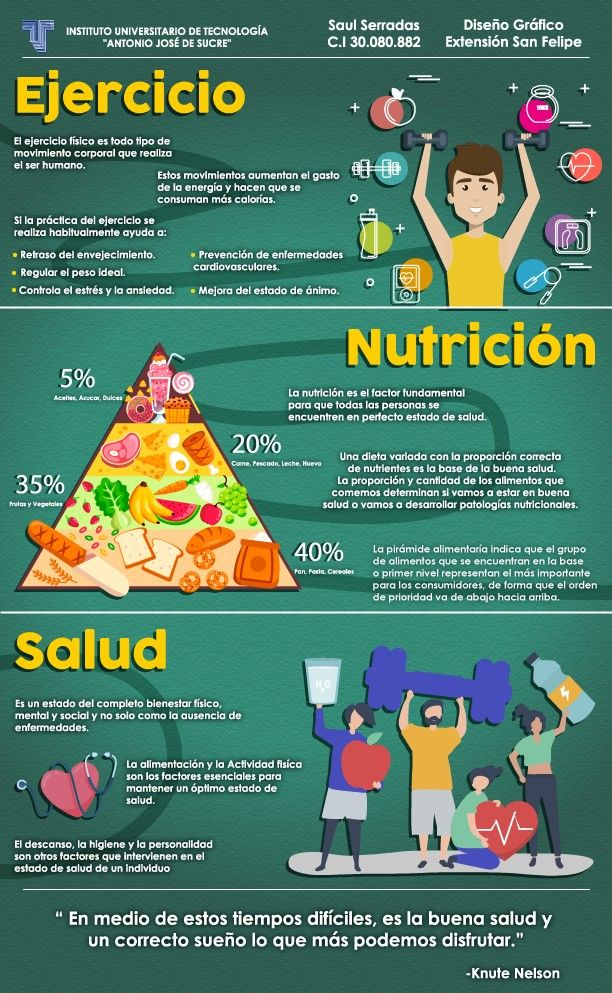 INSTITUTO UNIVERSITARIO DE TECNOLOGÍA
"ANTONIO JOSÉ DE SUCRE"
Saul Serradas
C.I 30.080.882
Diseño Gráfico
Extensión San Felipe
Ejercicio
El ejercicio físico es todo tipo de
movimiento corporal que realiza
el ser humano.
Estos movimientos aumentan el gasto
de la energía y hacen que se
consuman más calorías.
Si la práctica del ejercicio se
realiza habitualmente ayuda a:
• Retraso del envejecimiento.
• Regular el peso ideal.
• Controla el estrés y la ansiedad.
• Prevención de enfermedades
cardiovasculares.
• Mejora del estado de ánimo.
Nutrición
5%
Aceites, Azucar, Dulces
20%
Carne, Pescado, Leche, Huevo
35%
Frutas y Vegetales
40%
Pan, Pasta, Cereales
La nutrición es el factor fundamental
para que todas las personas se
encuentren en perfecto estado de salud.
Una dieta variada con la proporción correcta
de nutrientes es la base de la buena salud.
La proporción y cantidad de los alimentos que
comemos determinan si vamos a estar en buena
salud o vamos a desarrollar patologías nutricionales.
La pirámide alimentaría indica que el grupo
de alimentos que se encuentran en la base
o primer nivel representan el más importante
para los consumidores, de forma que el orden
de prioridad va de abajo hacia arriba.
Salud
Es un estado del completo bienestar físico,
mental y social y no solo como la ausencia de
enfermedades.
La alimentación y la Actividad física
son los factores esenciales para
mantener un óptimo estado de
salud.
El descanso, la higiene y la personalidad
son otros factores que intervienen en el
estado de salud de un individuo
H₂O
“ En medio de estos tiempos difíciles, es la buena salud y
un correcto sueño lo que más podemos disfrutar.”
-Knute Nelson